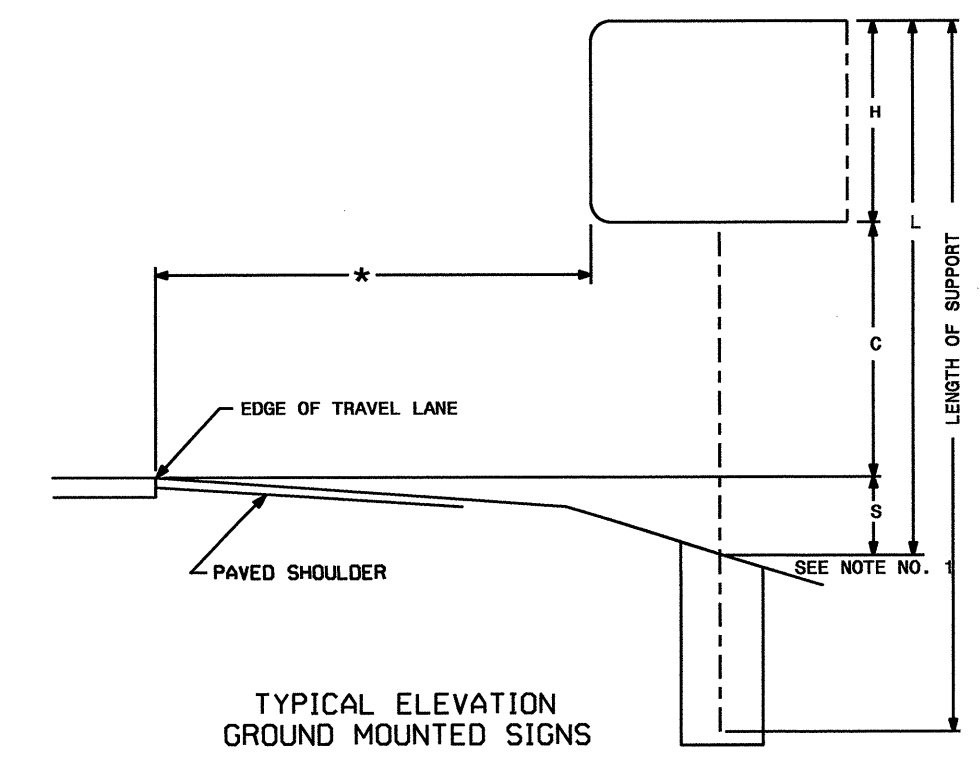 H
L
LENGTH OF SUPPORT
*
C
EDGE OF TRAVEL LANE
S
PAVED SHOULDER
SEE NOTE NO. 1
TYPICAL ELEVATION
GROUND MOUNTED SIGNS